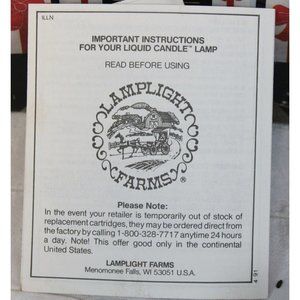 ILLN
IMPORTANT INSTRUCTIONS
FOR YOUR LIQUID CANDLE™ LAMP
READ BEFORE USING
LAMPLIGHT
FARMS®
Please Note:
In the event your retailer is temporarily out of stock of
replacement cartridges, they may be ordered direct from
the factory by calling 1-800-328-7717 anytime 24 hours
a day. Note! This offer good only in the continental
United States.
LAMPLIGHT FARMS
Menomonee Falls, WI 53051 U.S.A.
4 91